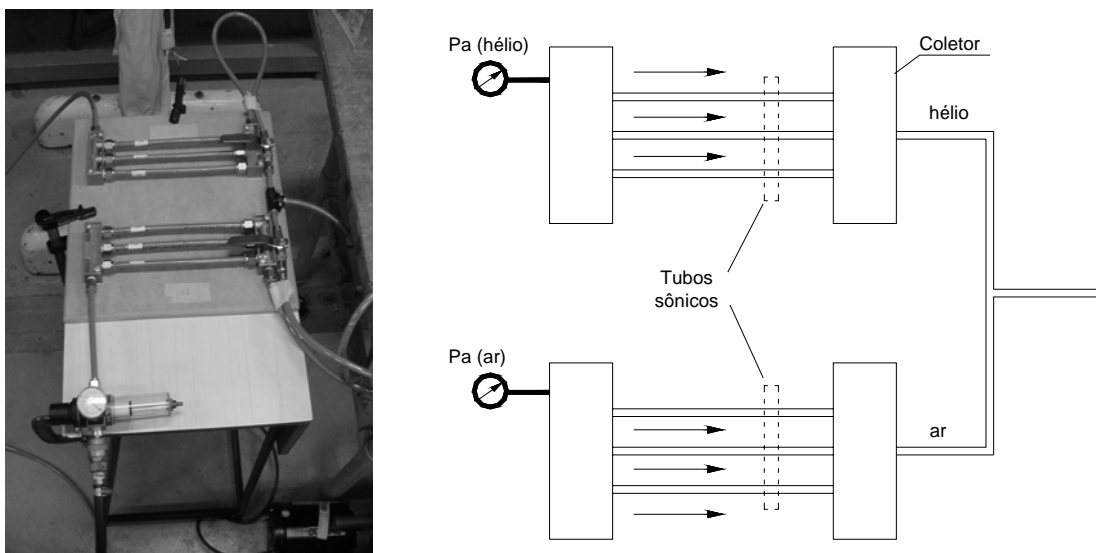 Pa (hélio)
Coletor
hélio
Tubos
sônicos
Pa (ar)
ar